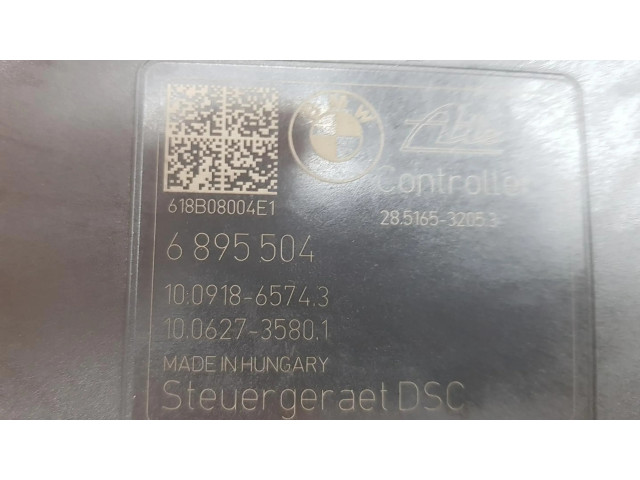 BMW
Ate
Controller
618B08004E1
28.5165-3205.3
6 895 504
10.0918-6574.3
10.0627-3580.1
MADE IN HUNGARY
Steuergeraet DSC